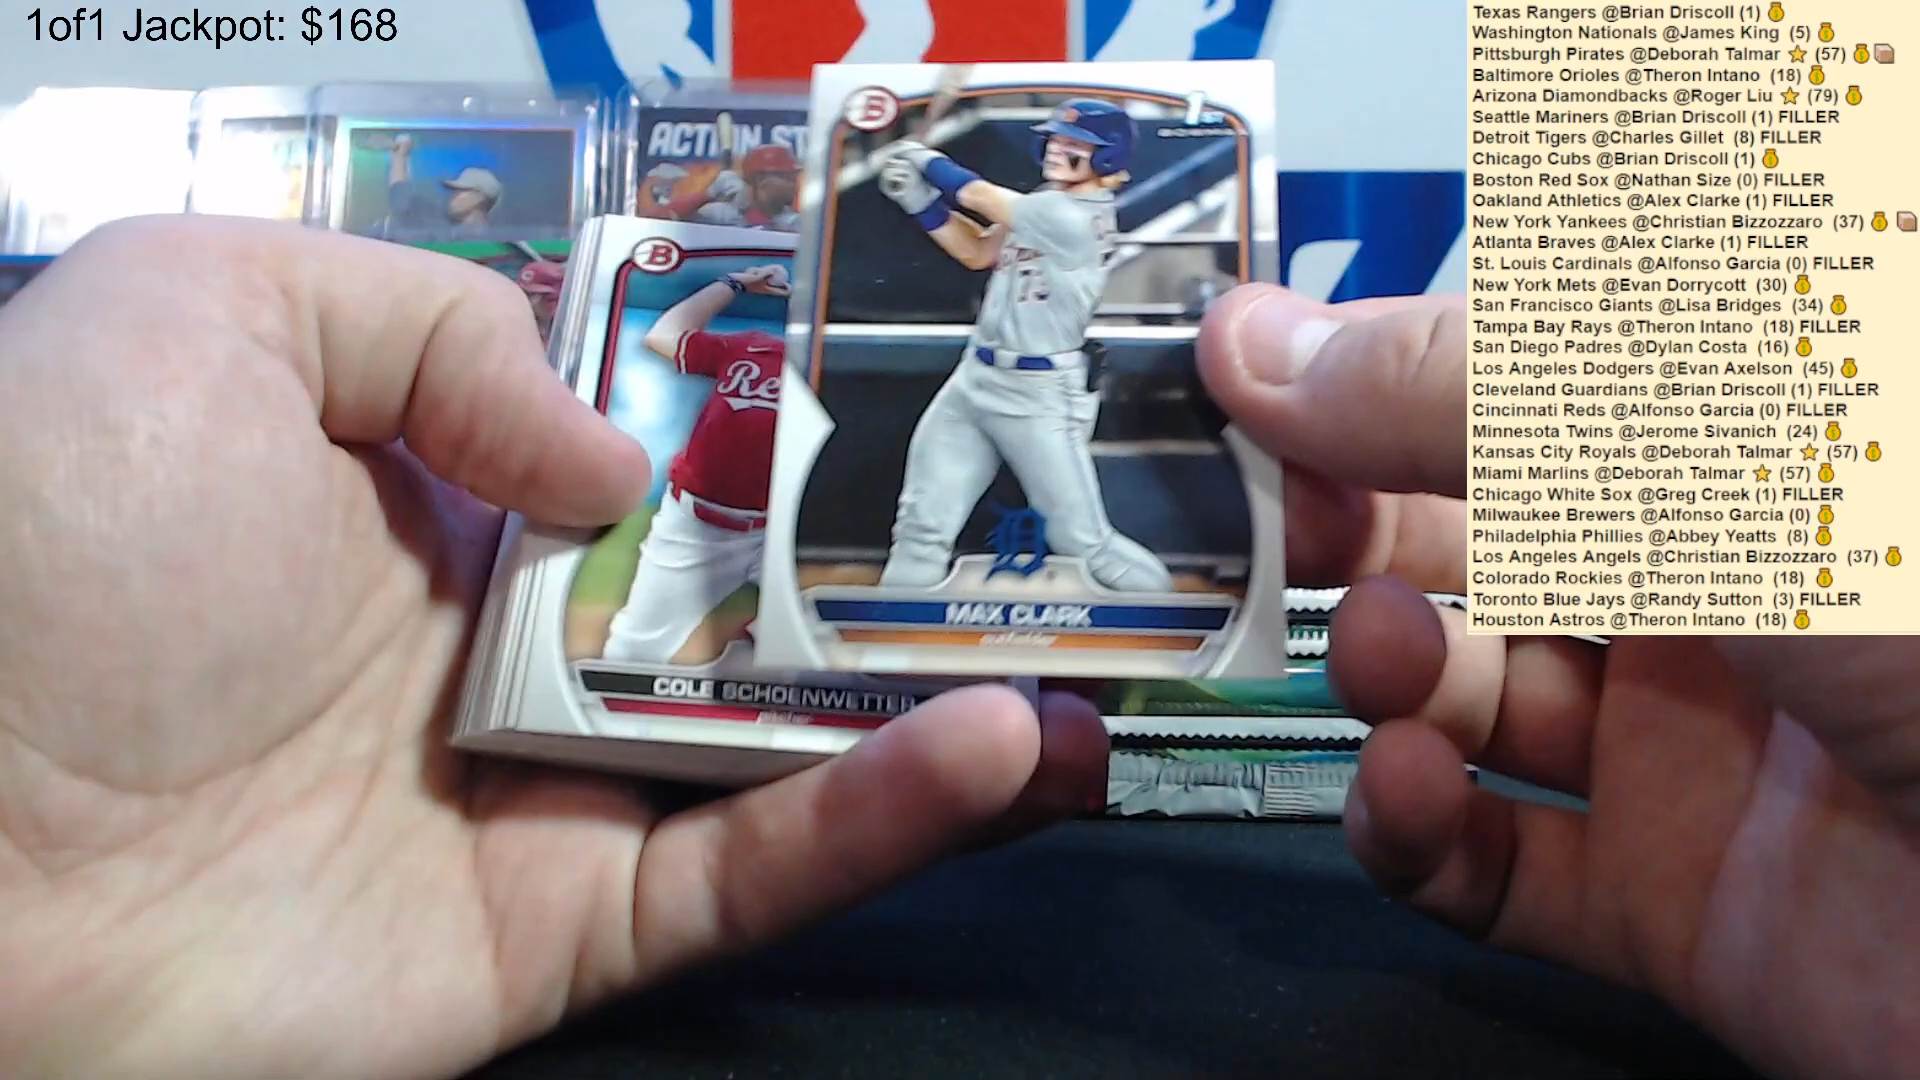 1of1 Jackpot: $168
Texas Rangers @Brian Driscoll (1)
Washington Nationals @James King (5)
Pittsburgh Pirates @Deborah Talmar (57)
Baltimore Orioles @Theron Intano (18)
Arizona Diamondbacks @Roger Liu (79)
Seattle Mariners @Brian Driscoll (1) FILLER
Detroit Tigers @Charles Gillet (8) FILLER
Chicago Cubs @Brian Driscoll (1)
Boston Red Sox @Nathan Size (0) FILLER
Oakland Athletics @Alex Clarke (1) FILLER
New York Yankees @Christian Bizzozzaro (37)
Atlanta Braves @Alex Clarke (1) FILLER
St. Louis Cardinals @Alfonso Garcia (0) FILLER
New York Mets @Evan Dorrycott (30)
San Francisco Giants @Lisa Bridges (34)
Tampa Bay Rays @Theron Intano (18) FILLER
San Diego Padres @Dylan Costa (16)
Los Angeles Dodgers @Evan Axelson (45)
Cleveland Guardians @Brian Driscoll (1) FILLER
Cincinnati Reds @Alfonso Garcia (0) FILLER
Minnesota Twins @Jerome Sivanich (24)
Kansas City Royals @Deborah Talmar (57)
Miami Marlins @Deborah Talmar (57)
Chicago White Sox @Greg Creek (1) FILLER
Milwaukee Brewers @Alfonso Garcia (0)
Philadelphia Phillies @Abbey Yeatts (8)
Los Angeles Angels @Christian Bizzozzaro (37)
Colorado Rockies @Theron Intano (18)
Toronto Blue Jays @Randy Sutton (3) FILLER
Houston Astros @Theron Intano (18)
ACTION ST
B
1ST
B
Re
D
MAX CLARK
outfielder
COLE SCHOENWETTER
pitcher